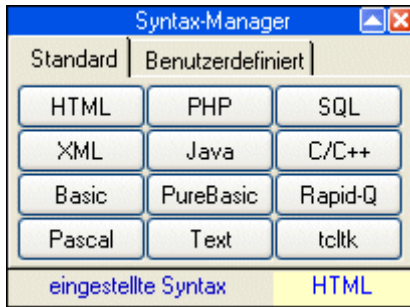 Syntax-Manager
Standard Benutzerdefiniert
HTML PHP SQL
XML Java C/C++
Basic PureBasic Rapid-Q
Pascal Text tcltk
eingestellte Syntax HTML